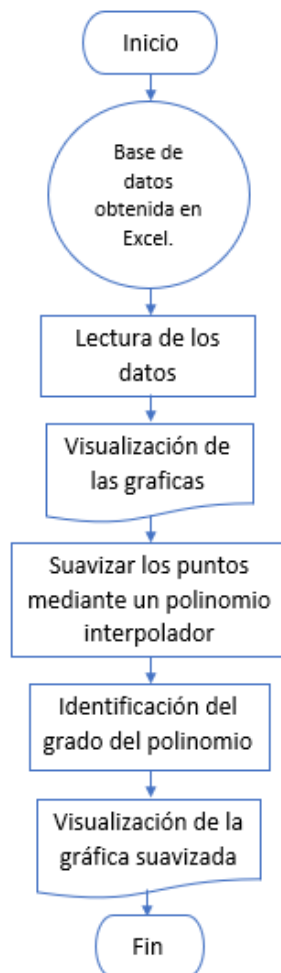 Inicio
Base de
datos
obtenida en
Excel.
Lectura de los
datos
Visualización de
las graficas
Suavizar los puntos
mediante un polinomio
interpolador
Identificación del
grado del polinomio
Visualización de la
gráfica suavizada
Fin